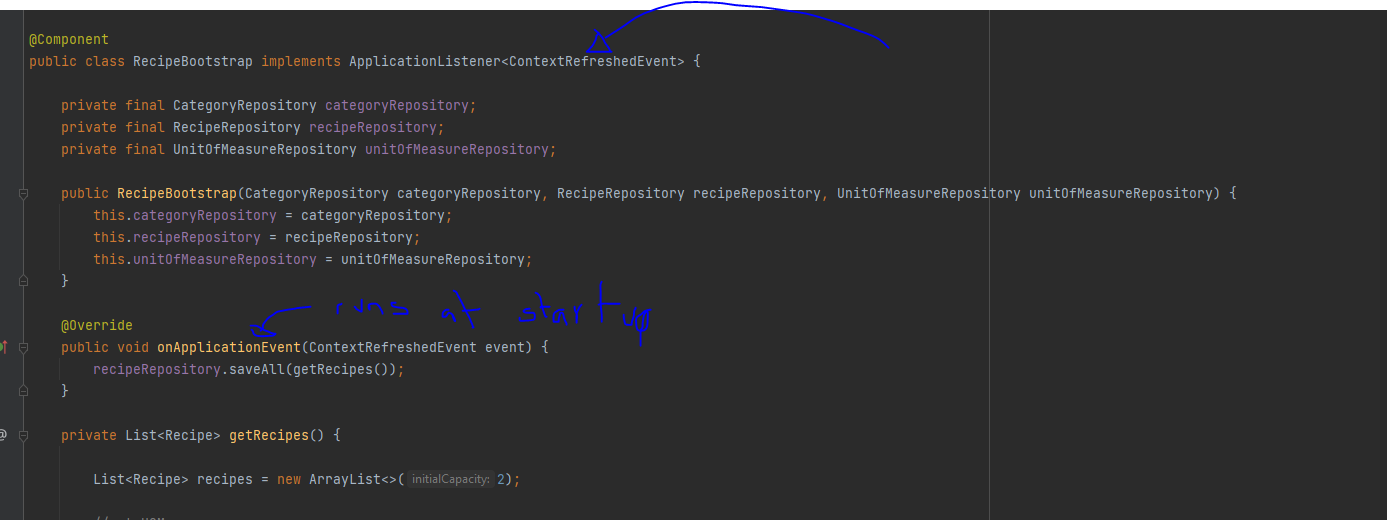 @Component
public class RecipeBootstrap implements ApplicationListener<ContextRefreshedEvent> {
private final CategoryRepository categoryRepository;
private final RecipeRepository recipeRepository;
private final UnitOfMeasureRepository unitOfMeasureRepository;
public RecipeBootstrap(CategoryRepository categoryRepository, RecipeRepository recipeRepository, UnitOfMeasureRepository unitOfMeasureRepository) {
this.categoryRepository = categoryRepository;
this.recipeRepository = recipeRepository;
this.unitOfMeasureRepository = unitOfMeasureRepository;
}
runs at startup
@Override
public void onApplicationEvent(ContextRefreshedEvent event) {
recipeRepository.saveAll(getRecipes());
}
@ private List<Recipe> getRecipes() {
List<Recipe> recipes = new ArrayList<>( initialCapacity: 2);